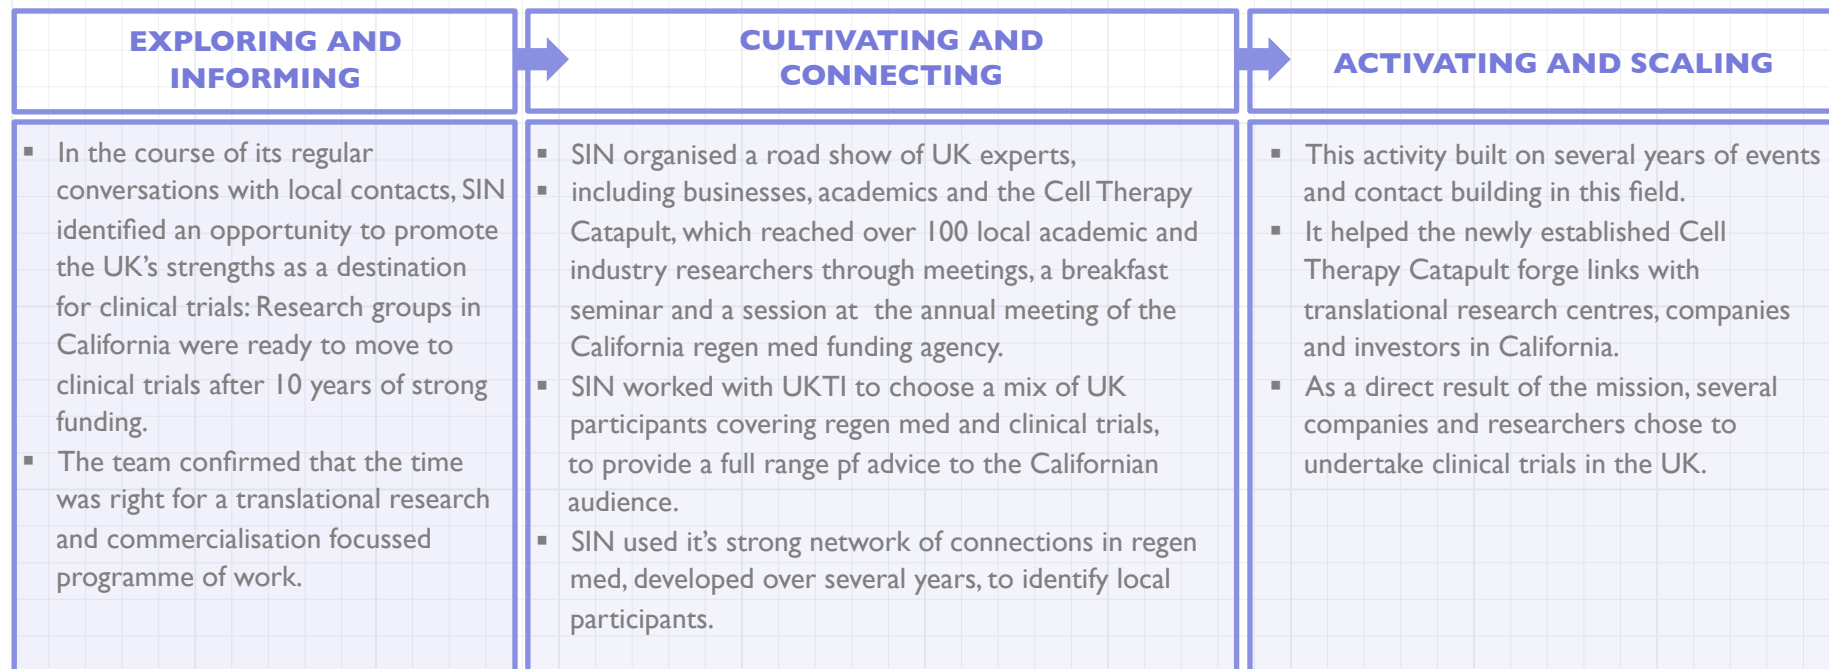 EXPLORING AND
INFORMING
▪ In the course of its regular
conversations with local contacts, SIN
identified an opportunity to promote
the UK's strengths as a destination
for clinical trials: Research groups in
California were ready to move to
clinical trials after 10 years of strong
funding.
▪ The team confirmed that the time
was right for a translational research
and commercialisation focussed
programme of work.
CULTIVATING AND
CONNECTING
▪ SIN organised a road show of UK experts,
▪ including businesses, academics and the Cell Therapy
Catapult, which reached over 100 local academic and
industry researchers through meetings, a breakfast
seminar and a session at the annual meeting of the
California regen med funding agency.
▪ SIN worked with UKTI to choose a mix of UK
participants covering regen med and clinical trials,
to provide a full range pf advice to the Californian
audience.
▪ SIN used it's strong network of connections in regen
med, developed over several years, to identify local
participants.
ACTIVATING AND SCALING
▪ This activity built on several years of events
and contact building in this field.
▪ It helped the newly established Cell
Therapy Catapult forge links with
translational research centres, companies
and investors in California.
▪ As a direct result of the mission, several
companies and researchers chose to
undertake clinical trials in the UK.